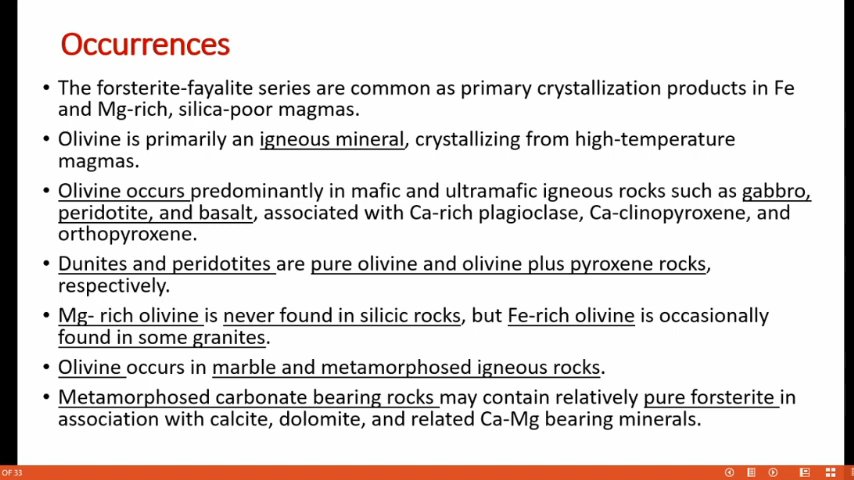 Occurrences
• The forsterite-fayalite series are common as primary crystallization products in Fe
and Mg-rich, silica-poor magmas.
• Olivine is primarily an igneous mineral, crystallizing from high-temperature
magmas.
• Olivine occurs predominantly in mafic and ultramafic igneous rocks such as gabbro,
peridotite, and basalt, associated with Ca-rich plagioclase, Ca-clinopyroxene, and
orthopyroxene.
• Dunites and peridotites are pure olivine and olivine plus pyroxene rocks,
respectively.
• Mg- rich olivine is never found in silicic rocks, but Fe-rich olivine is occasionally
found in some granites.
• Olivine occurs in marble and metamorphosed igneous rocks.
• Metamorphosed carbonate bearing rocks may contain relatively pure forsterite in
association with calcite, dolomite, and related Ca-Mg bearing minerals.
OF 33